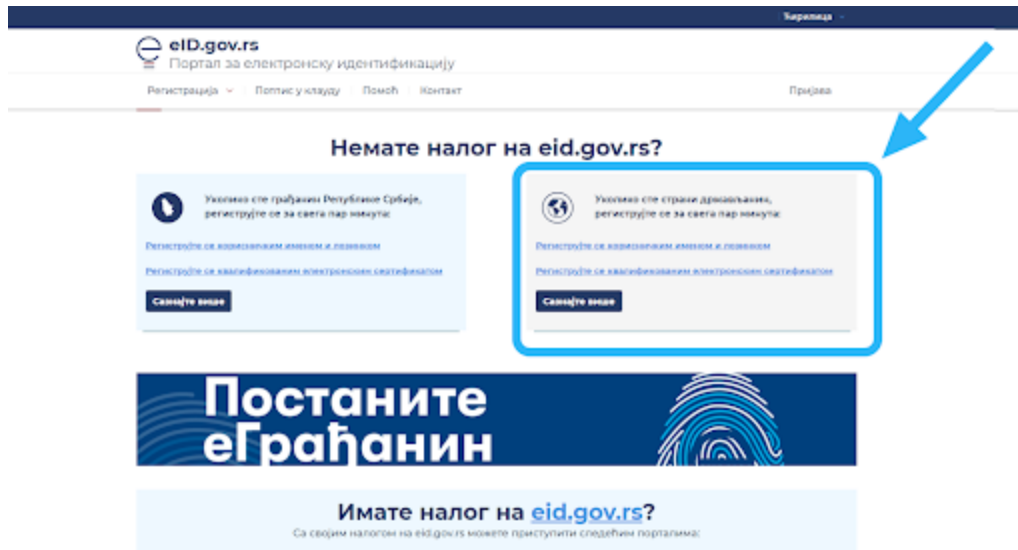 Ћирилица
eID.gov.rs
Портал за електронску идентификацију
Регистрација
Потпис у клауду
Помоћ
Контакт
Пријава
Немате налог на eid.gov.rs?
Уколико сте грађанин Републике Србије,
региструјте се за свега пар минута:
Региструјте се корисничким именом и лозинком
Региструјте се квалификованим електронским сертификатом
Сазнајте више
Уколико сте страни држављанин,
региструјте се за свега пар минута:
Региструјте се корисничким именом и лозинком
Региструјте се квалификованим електронским сертификатом
Сазнајте више
Постаните
еГрађанин
Имате налог на eid.gov.rs?
Са својим налогом на eid.gov.rs можете приступити следећим порталима: